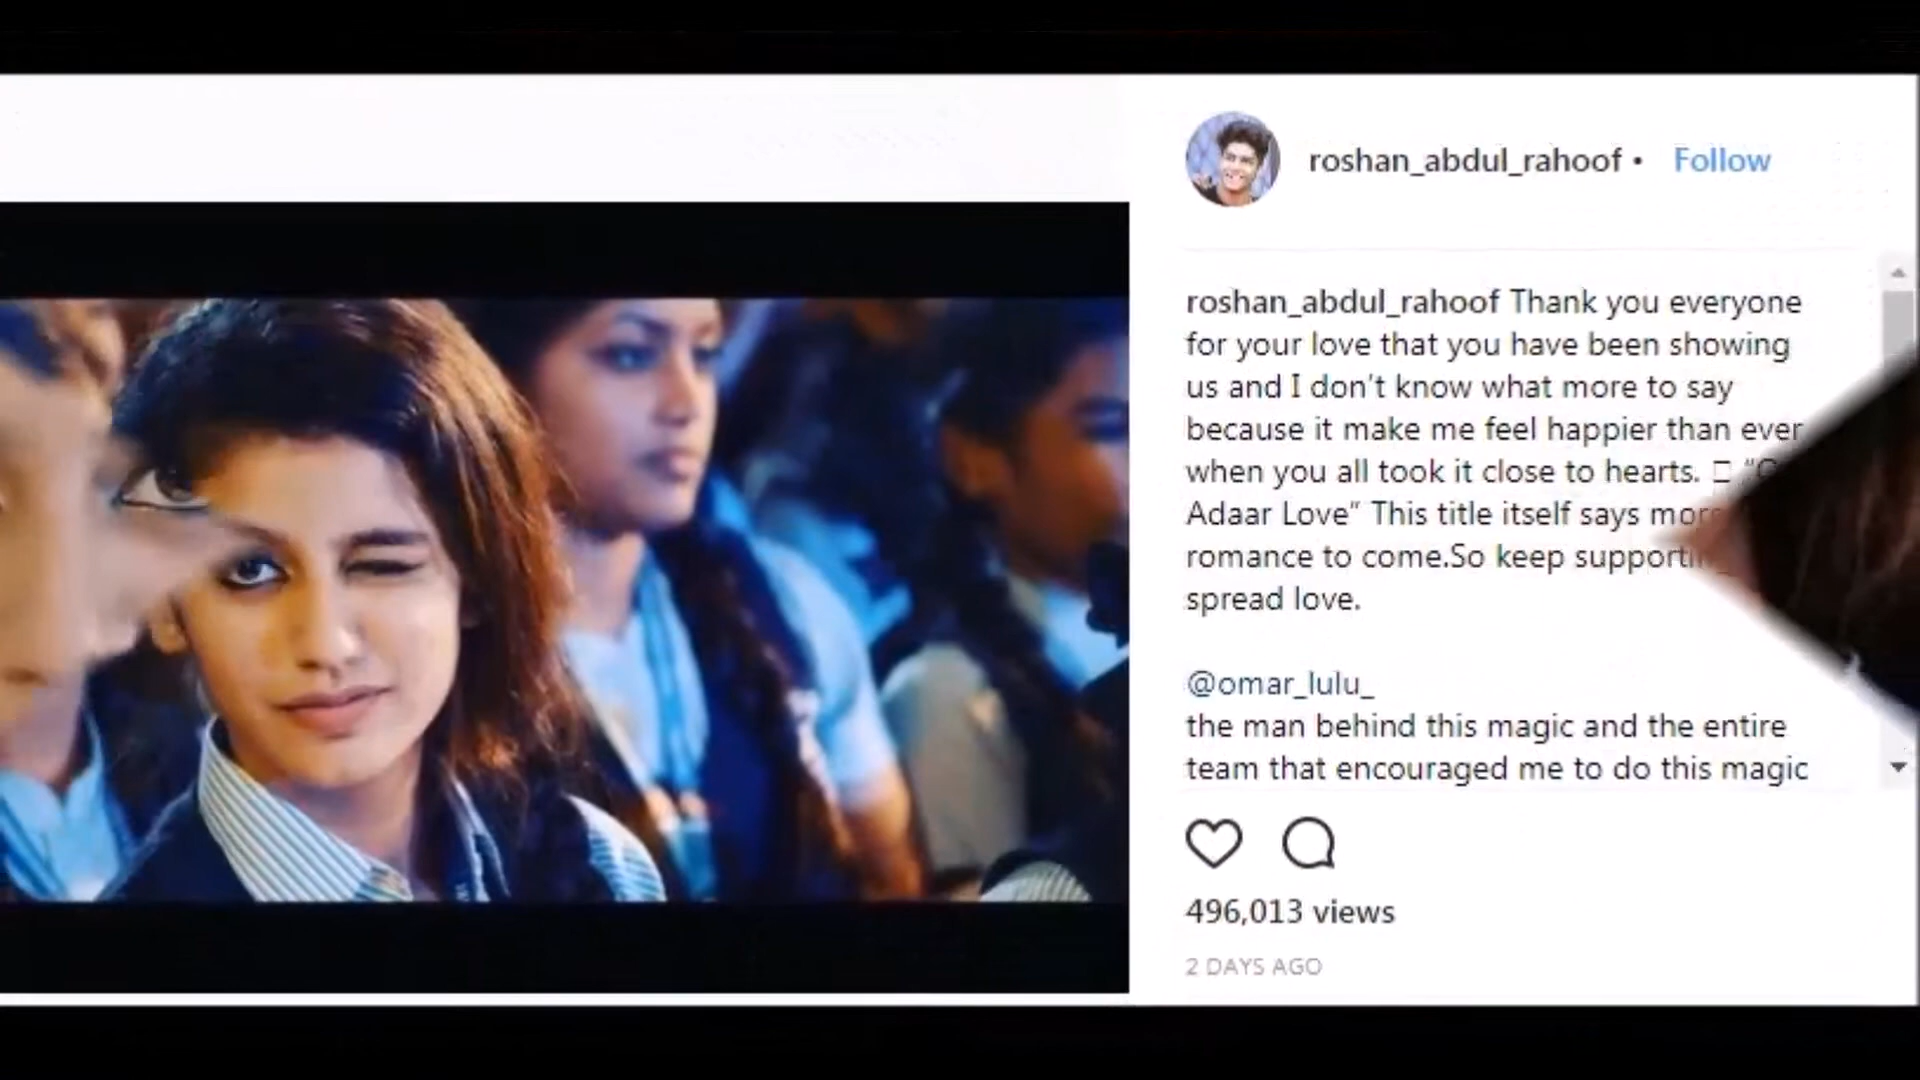 roshan_abdul_rahoof • Follow
roshan_abdul_rahoof Thank you everyone
for your love that you have been showing
us and I don't know what more to say
because it make me feel happier than ever
when you all took it close to hearts.
Adaar Love" This title itself says
romance to come.So keep
spread love.
@omar_lulu_
the man behind this magic and the entire
team that encouraged me to do this magic
496,013 views
2 DAYS AGO